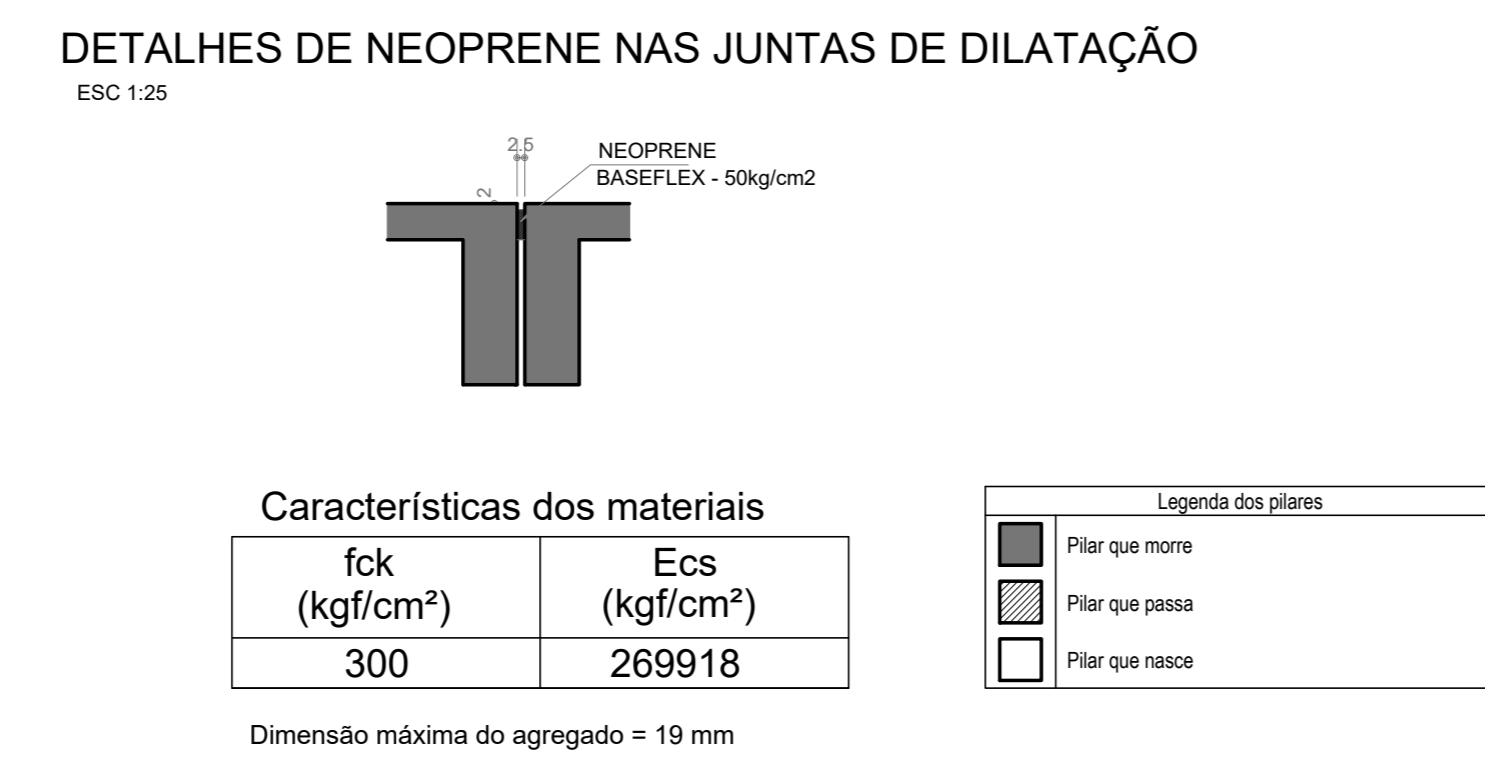 DETALHES DE NEOPRENE NAS JUNTAS DE DILATAÇÃO
ESC 1:25
2.5
NEOPRENE
BASEFLEX - 50kg/cm2
2
Características dos materiais
fck
(kgf/cm²)
Ecs
(kgf/cm²)
300
269918
Dimensão máxima do agregado = 19 mm
Legenda dos pilares
Pilar que morre
Pilar que passa
Pilar que nasce